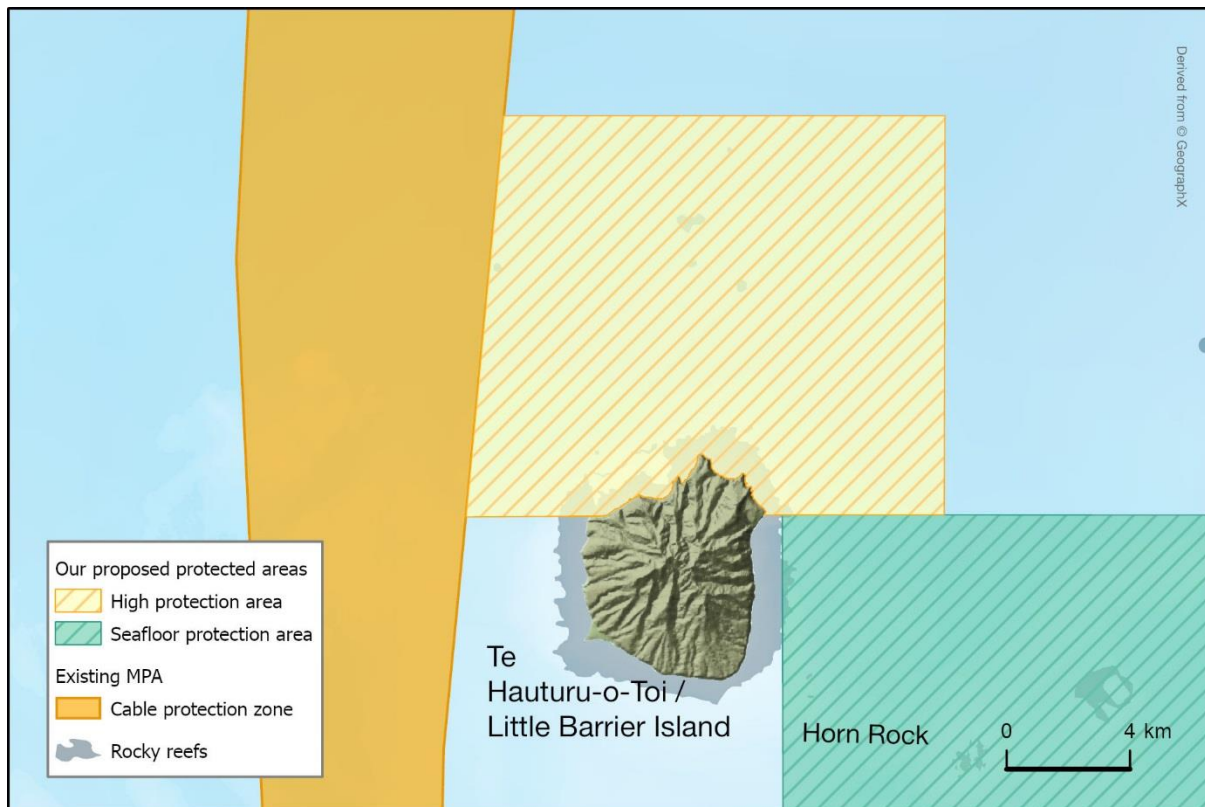 Derived from © GeographX
Te
Hauturu-o-Toi /
Little Barrier Island
Horn Rock
0 4 km
Our proposed protected areas
High protection area
Seafloor protection area
Existing MPA
Cable protection zone
Rocky reefs